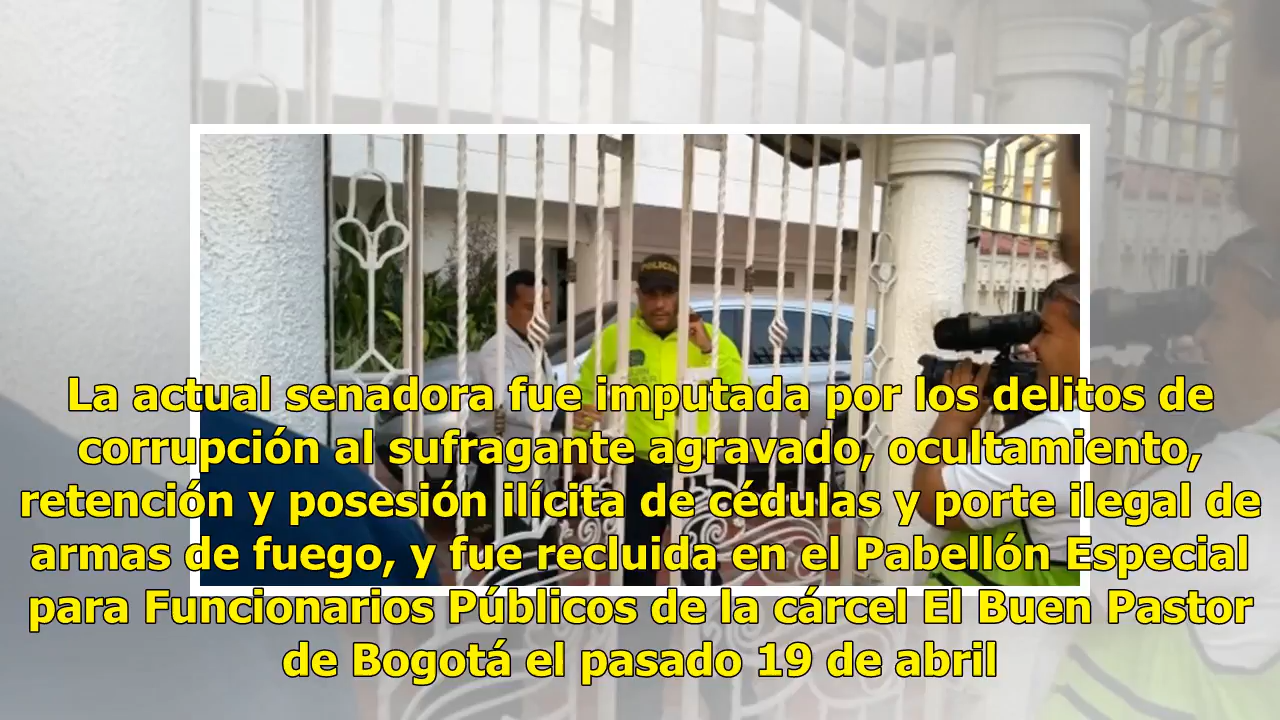 POLICIA
La actual senadora fue imputada por los delitos de
corrupción al sufragante agravado, ocultamiento,
retención y posesión ilícita de cédulas y porte ilegal de
armas de fuego, y fue recluida en el Pabellón Especial
para Funcionarios Públicos de la cárcel El Buen Pastor
de Bogotá el pasado 19 de abril